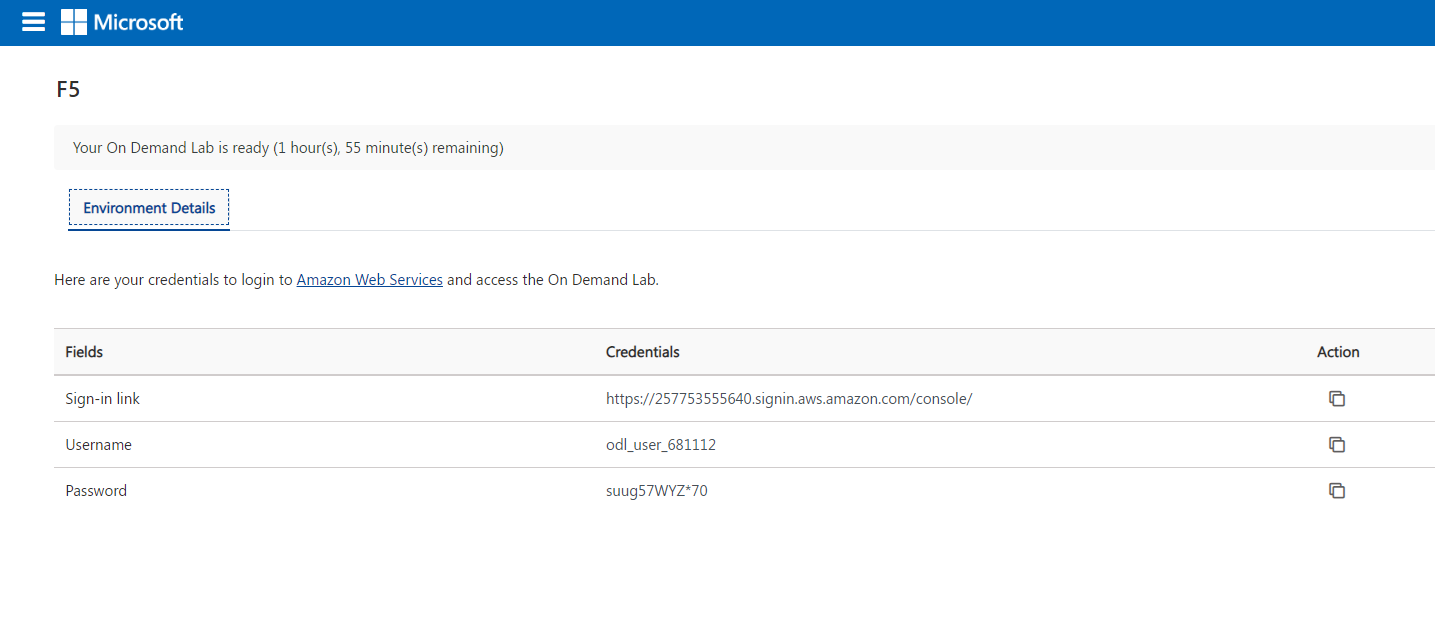 Microsoft
F5
Your On Demand Lab is ready (1 hour(s), 55 minute(s) remaining)
Environment Details
Here are your credentials to login to Amazon Web Services and access the On Demand Lab.
Fields Credentials Action
Sign-in link https://257753555640.signin.aws.amazon.com/console/
Username odl_user_681112
Password suug57WYZ*70